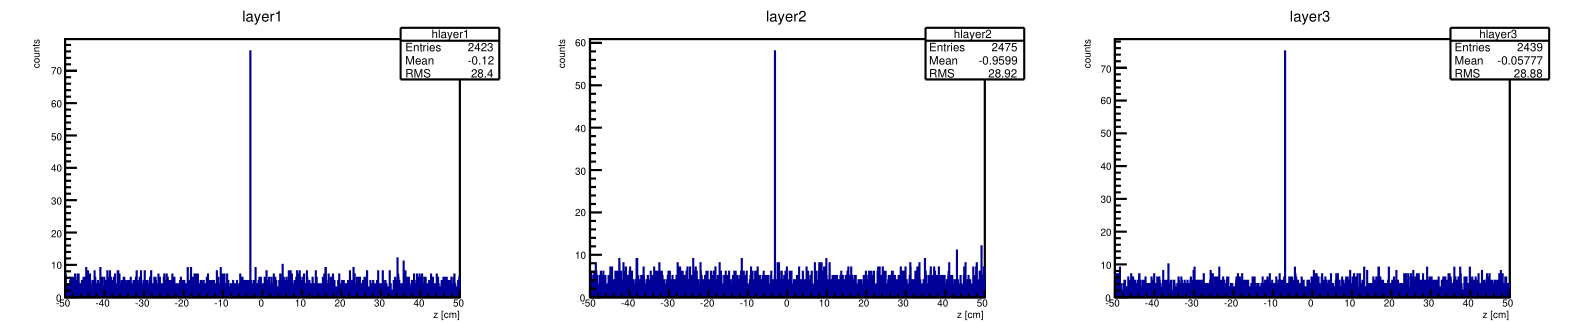 layer1
counts
hlayer1
Entries 2423
Mean -0.12
RMS 28.4
70
60
50
40
30
20
10
0
-50 -40 -30 -20 -10 0 10 20 30 40 50
z [cm]
layer2
counts
hlayer2
Entries 2475
Mean -0.9599
RMS 28.92
60
50
40
30
20
10
0
-50 -40 -30 -20 -10 0 10 20 30 40 50
z [cm]
layer3
counts
hlayer3
Entries 2439
Mean -0.05777
RMS 28.88
70
60
50
40
30
20
10
0
-50 -40 -30 -20 -10 0 10 20 30 40 50
z [cm]